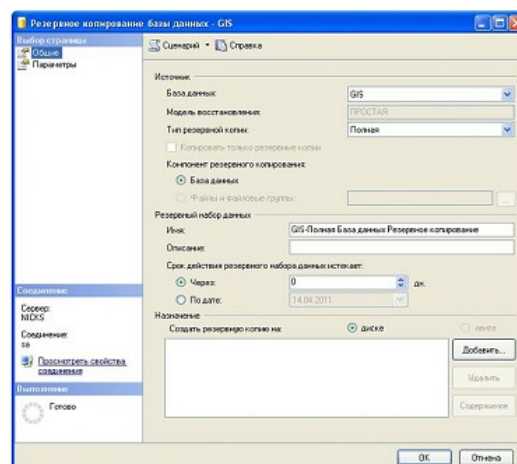 Резервное копирование базы данных - GIS
Выбор страницы
Общие
Параметры
Сценарий
Справка
Источник
База данных:
GIS
Модель восстановления:
ПРОСТАЯ
Тип резервной копии:
Полная
Копировать только резервные копии
Компонент резервного копирования:
База данных
Файлы и файловые группы:
...
Резервный набор данных
Имя:
GIS-Полная База данных Резервное копирование
Описание:
Срок действия резервного набора данных истекает:
Через:
0
дн.
По дате:
14.04.2011
Назначение
Создать резервную копию на:
диске
ленте
Добавить...
Удалить
Содержимое
Соединение
Сервер:
NICKS
Соединение:
sa
Просмотреть свойства
соединения
Выполнение
Готово
OK
Отмена